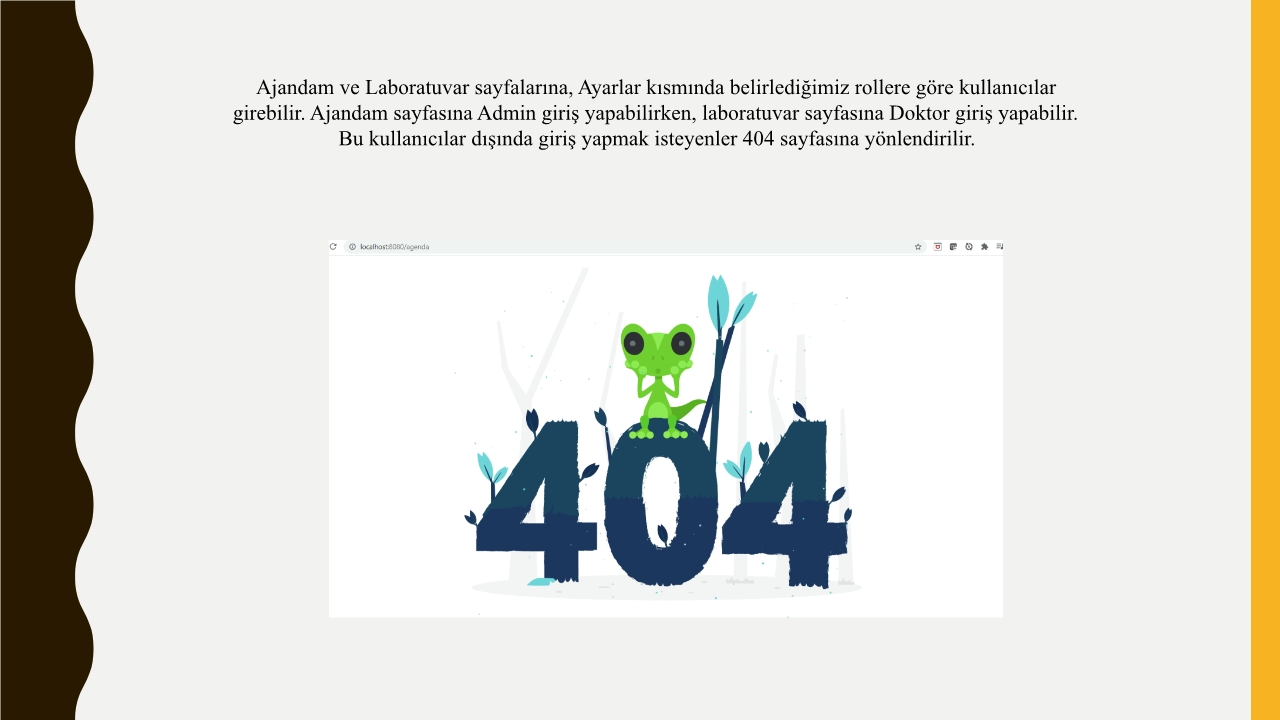 Ajandam ve Laboratuvar sayfalarına, Ayarlar kısmında belirlediğimiz rollere göre kullanıcılar
girebilir. Ajandam sayfasına Admin giriş yapabilirken, laboratuvar sayfasına Doktor giriş yapabilir.
Bu kullanıcılar dışında giriş yapmak isteyenler 404 sayfasına yönlendirilir.
localhost:8080/agenda
404